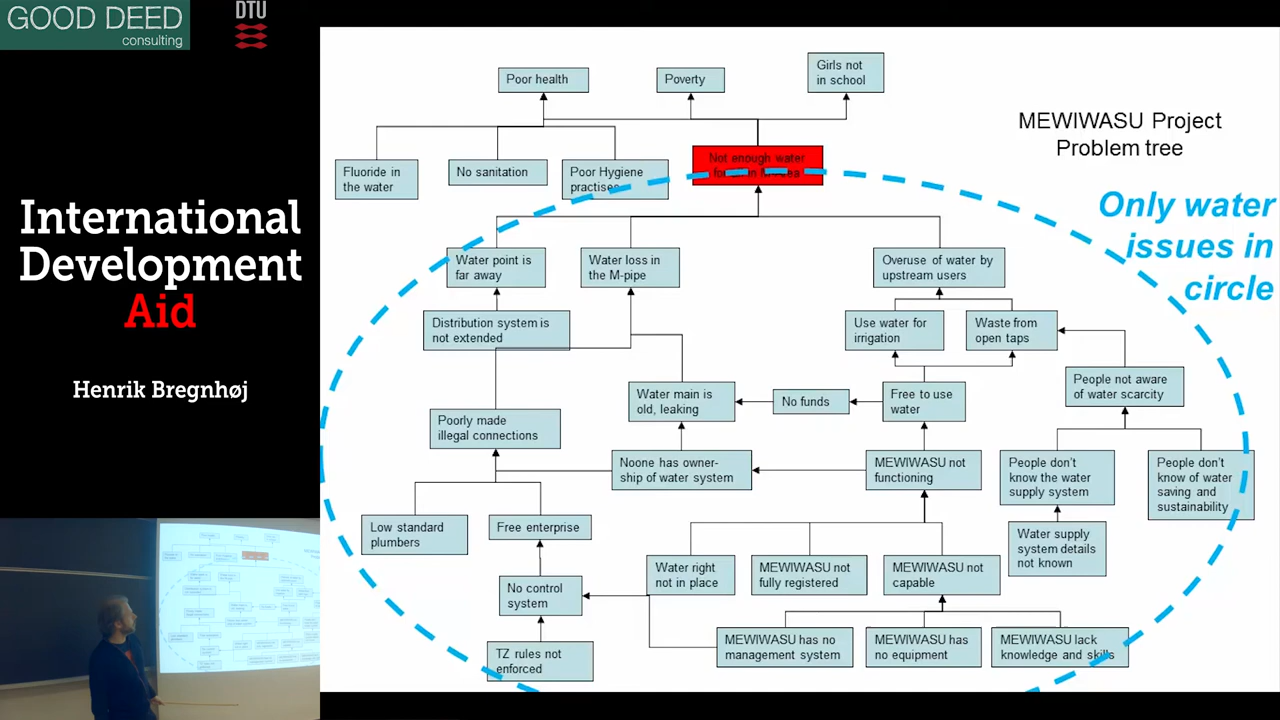 GOOD DEED
consulting
DTU
International
Development
Aid
Henrik Bregnhøj
MEWIWASU Project
Problem tree
Only water
issues in
circle
Poor health
Poverty
Girls not
in school
Fluoride in
the water
No sanitation
Poor Hygiene
practises
Not enough water
Water point is
far away
Water loss in
the M-pipe
Overuse of water by
upstream users
Distribution system is
not extended
Use water for
irrigation
Waste from
open taps
People not aware
of water scarcity
Water main is
old, leaking
No funds
Free to use
water
Poorly made
illegal connections
Noone has owner-
ship of water system
MEWIWASU not
functioning
People don't
know the water
supply system
People don't
know of water
saving and
sustainability
Low standard
plumbers
Free enterprise
Water supply
system details
not known
No control
system
Water right
not in place
MEWIWASU not
fully registered
MEWIWASU not
capable
TZ rules not
enforced
MEWIWASU has no
management system
MEWIWASU has
no equipment
MEWIWASU lack
knowledge and skills